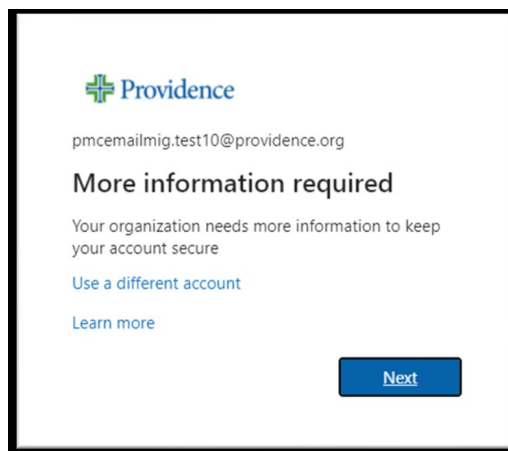 Providence
pmcemailmig.test10@providence.org
More information required
Your organization needs more information to keep
your account secure
Use a different account
Learn more
Next